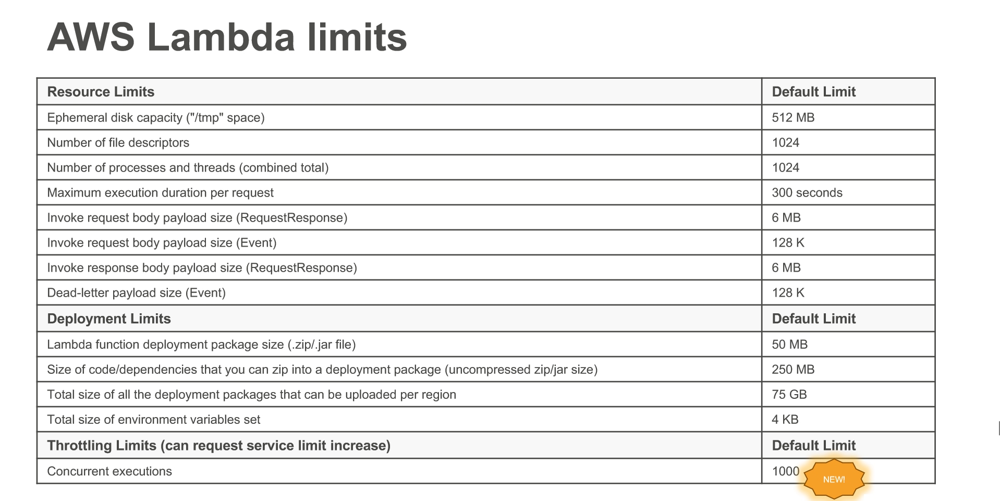 AWS Lambda limits
Resource Limits Default Limit
Ephemeral disk capacity ("/tmp" space) 512 MB
Number of file descriptors 1024
Number of processes and threads (combined total) 1024
Maximum execution duration per request 300 seconds
Invoke request body payload size (RequestResponse) 6 MB
Invoke request body payload size (Event) 128 K
Invoke response body payload size (RequestResponse) 6 MB
Dead-letter payload size (Event) 128 K
Deployment Limits Default Limit
Lambda function deployment package size (.zip/.jar file) 50 MB
Size of code/dependencies that you can zip into a deployment package (uncompressed zip/jar size) 250 MB
Total size of all the deployment packages that can be uploaded per region 75 GB
Total size of environment variables set 4 KB
Throttling Limits (can request service limit increase) Default Limit
Concurrent executions 1000
NEW!